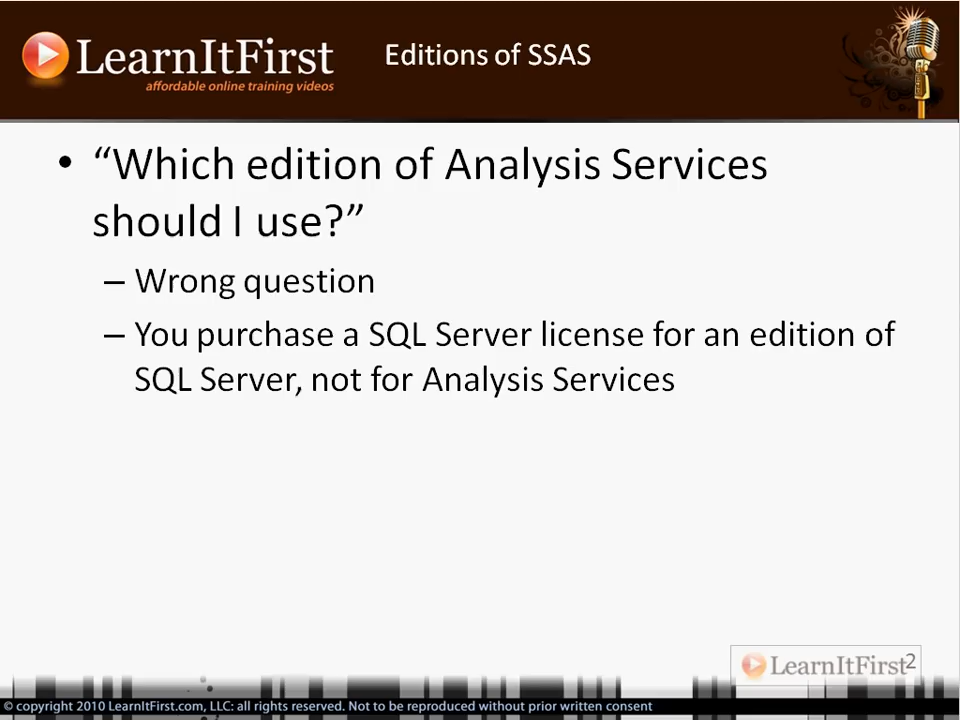 LearnItFirst
affordable online training videos
Editions of SSAS
• “Which edition of Analysis Services
should I use?”
– Wrong question
– You purchase a SQL Server license for an edition of
SQL Server, not for Analysis Services
LearnItFirst
2
© copyright 2010 LearnItFirst.com, LLC: all rights reserved. Not to be reproduced without prior written consent